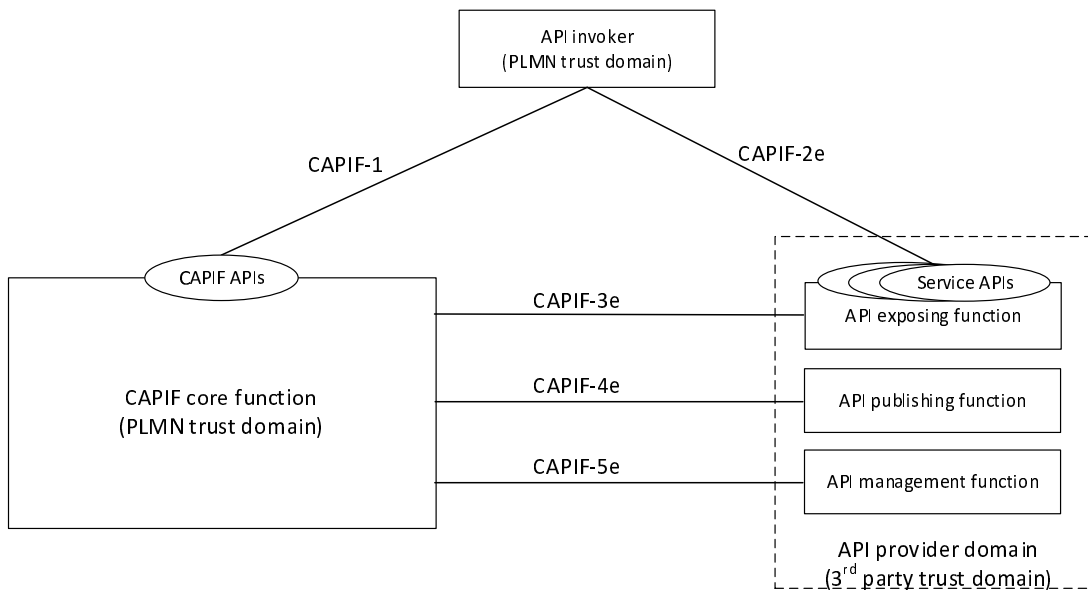 API invoker
(PLMN trust domain)
CAPIF-1
CAPIF-2e
CAPIF APIs
Service APIs
CAPIF-3e
API exposing function
CAPIF-4e
CAPIF core function
(PLMN trust domain)
API publishing function
CAPIF-5e
API management function
API provider domain
(3rd party trust domain)